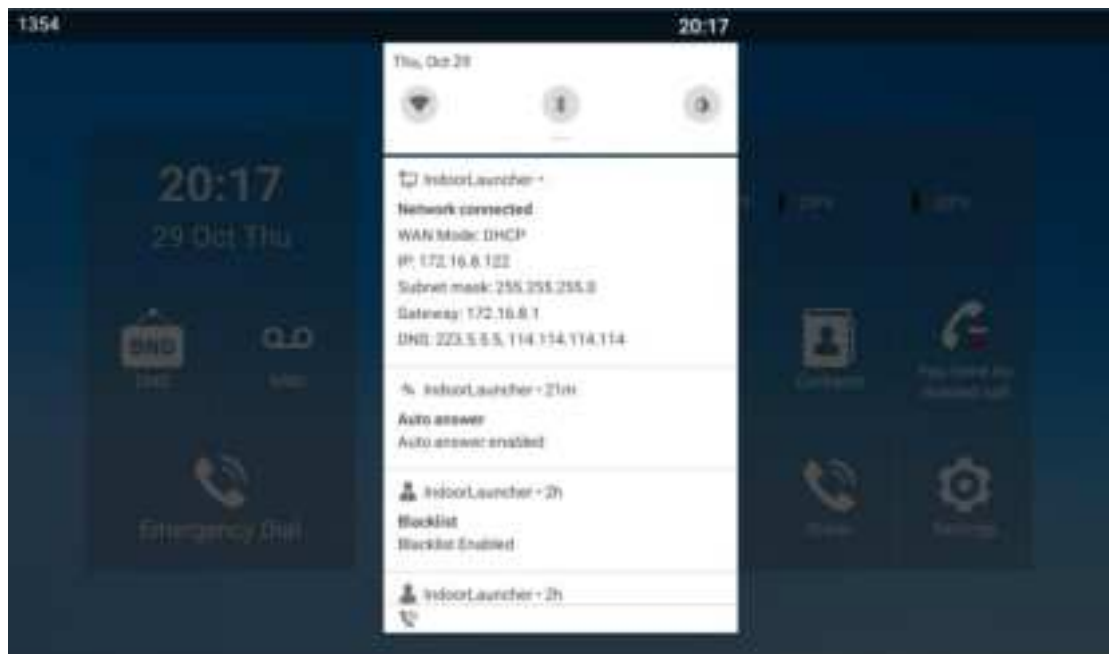 1354
20:17
Thu, Oct 29
IndoorLauncher •
Network connected
WAN Mode: DHCP
IP: 172.16.8.122
Subnet mask: 255.255.255.0
Gateway: 172.16.8.1
DNS: 223.5.5.5, 114.114.114.114
IndoorLauncher • 21m
Auto answer
Auto answer enabled
IndoorLauncher • 2h
Blacklist
Blacklist Enabled
IndoorLauncher • 2h
20:17
29 Oct Thu
DND
DND
Emergency Dial
Contacts
Settings